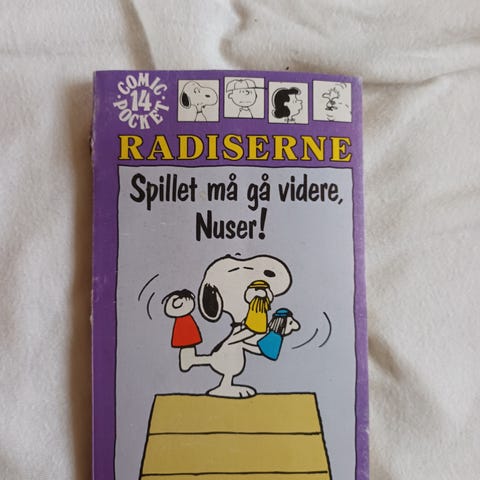 COMIC
14
POCKET
RADISERNE
Spillet må gå videre,
Nuser!